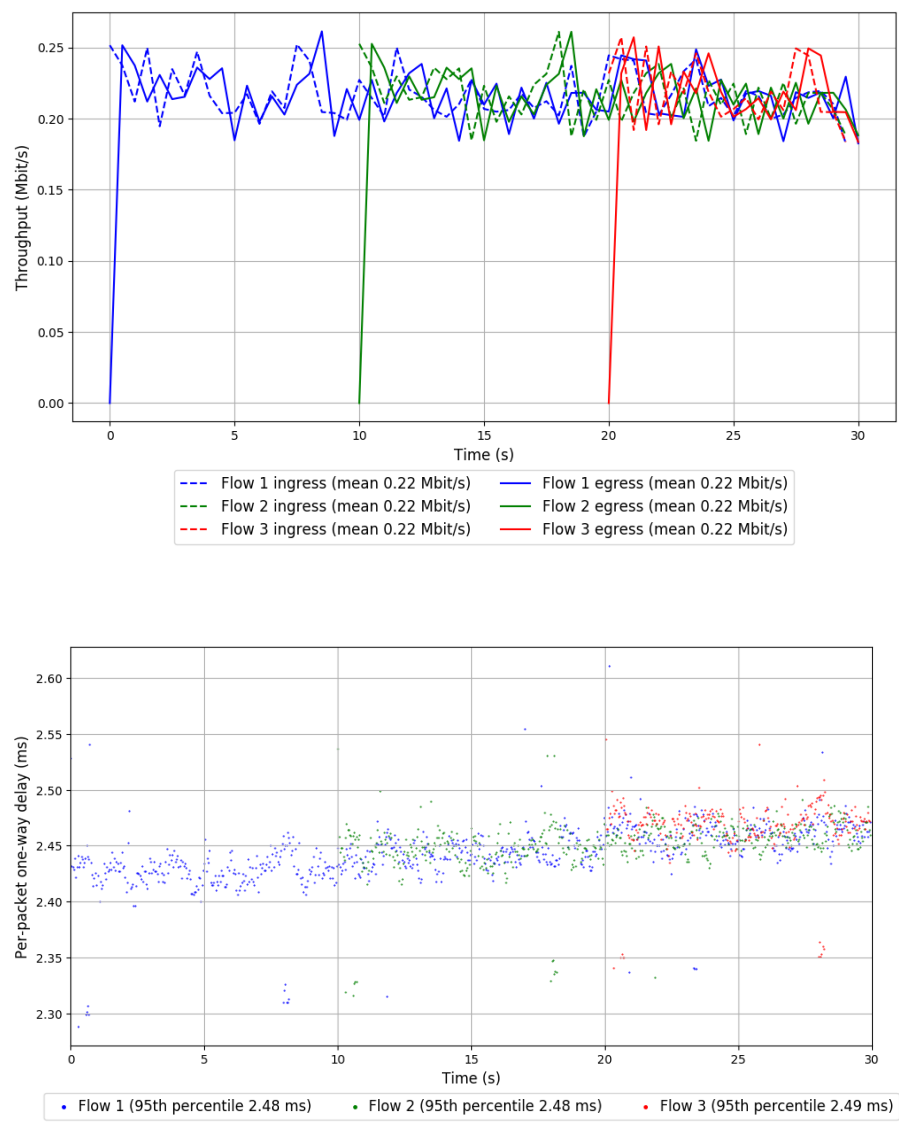 0.25
0.20
0.15
0.10
0.05
0.00
Throughput (Mbit/s)
0 5 10 15 20 25 30
Time (s)
Flow 1 ingress (mean 0.22 Mbit/s) Flow 1 egress (mean 0.22 Mbit/s)
Flow 2 ingress (mean 0.22 Mbit/s) Flow 2 egress (mean 0.22 Mbit/s)
Flow 3 ingress (mean 0.22 Mbit/s) Flow 3 egress (mean 0.22 Mbit/s)
2.60
2.55
2.50
2.45
2.40
2.35
2.30
Per-packet one-way delay (ms)
0 5 10 15 20 25 30
Time (s)
Flow 1 (95th percentile 2.48 ms) Flow 2 (95th percentile 2.48 ms) Flow 3 (95th percentile 2.49 ms)